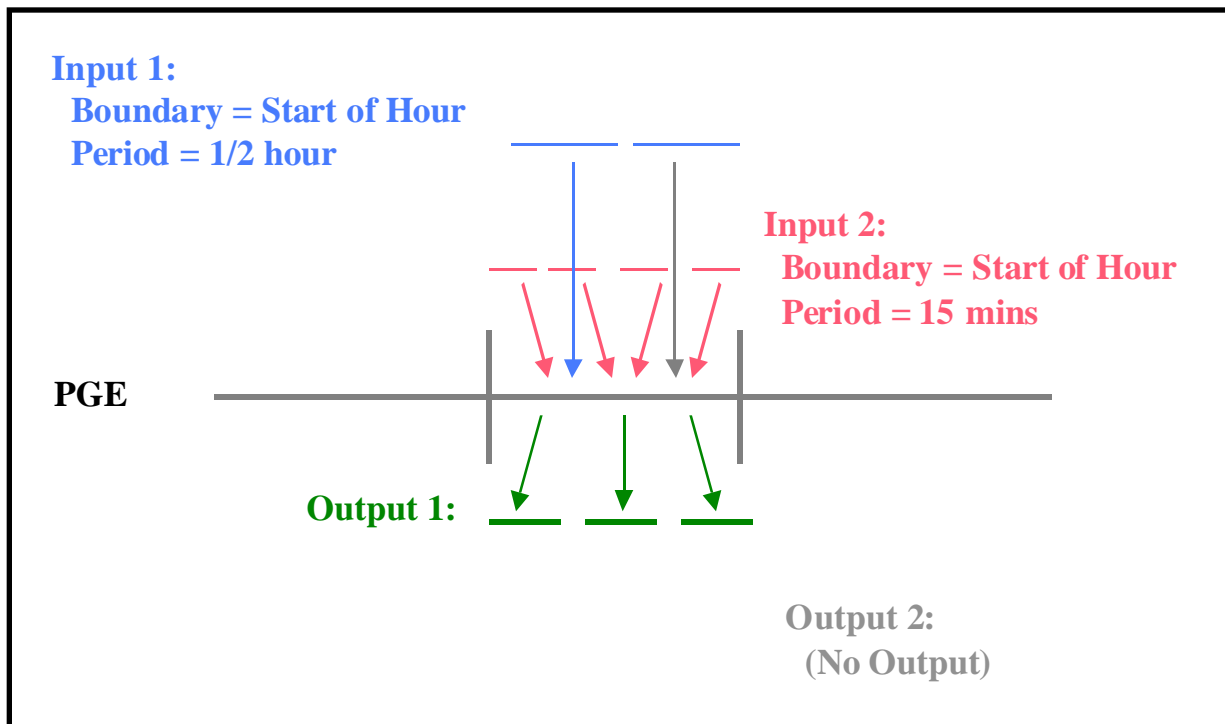 Input 1:
Boundary = Start of Hour
Period = 1/2 hour
Input 2:
Boundary = Start of Hour
Period = 15 mins
PGE
Output 1:
Output 2:
(No Output)